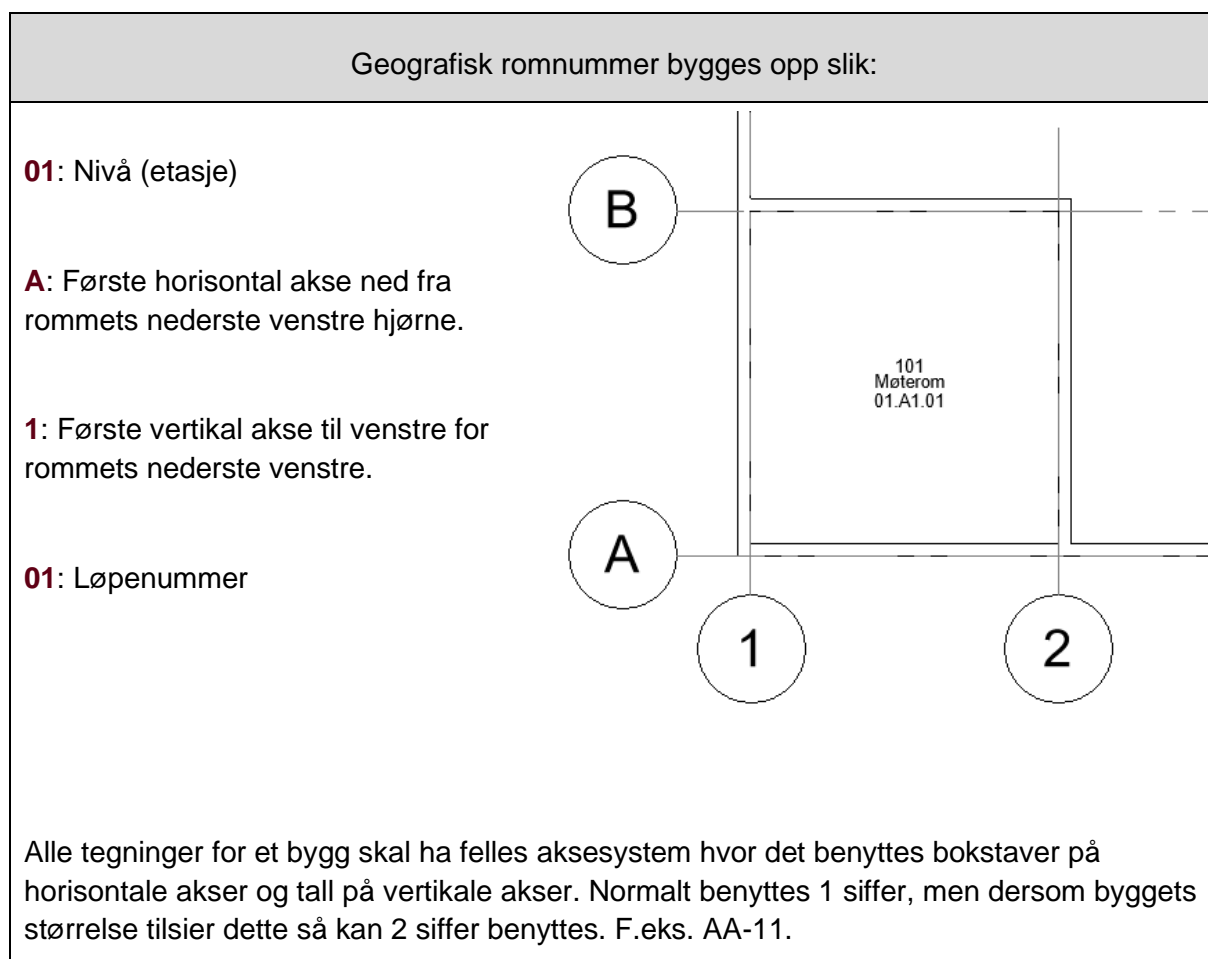 Geografisk romnummer bygges opp slik:
01: Nivå (etasje)
A: Første horisontal akse ned fra
rommets nederste venstre hjørne.
1: Første vertikal akse til venstre for
rommets nederste venstre.
01: Løpenummer
B
101
Møterom
01.A1.01
A
1
2
Alle tegninger for et bygg skal ha felles aksesystem hvor det benyttes bokstaver på
horisontale akser og tall på vertikale akser. Normalt benyttes 1 siffer, men dersom byggets
størrelse tilsier dette så kan 2 siffer benyttes. F.eks. AA-11.